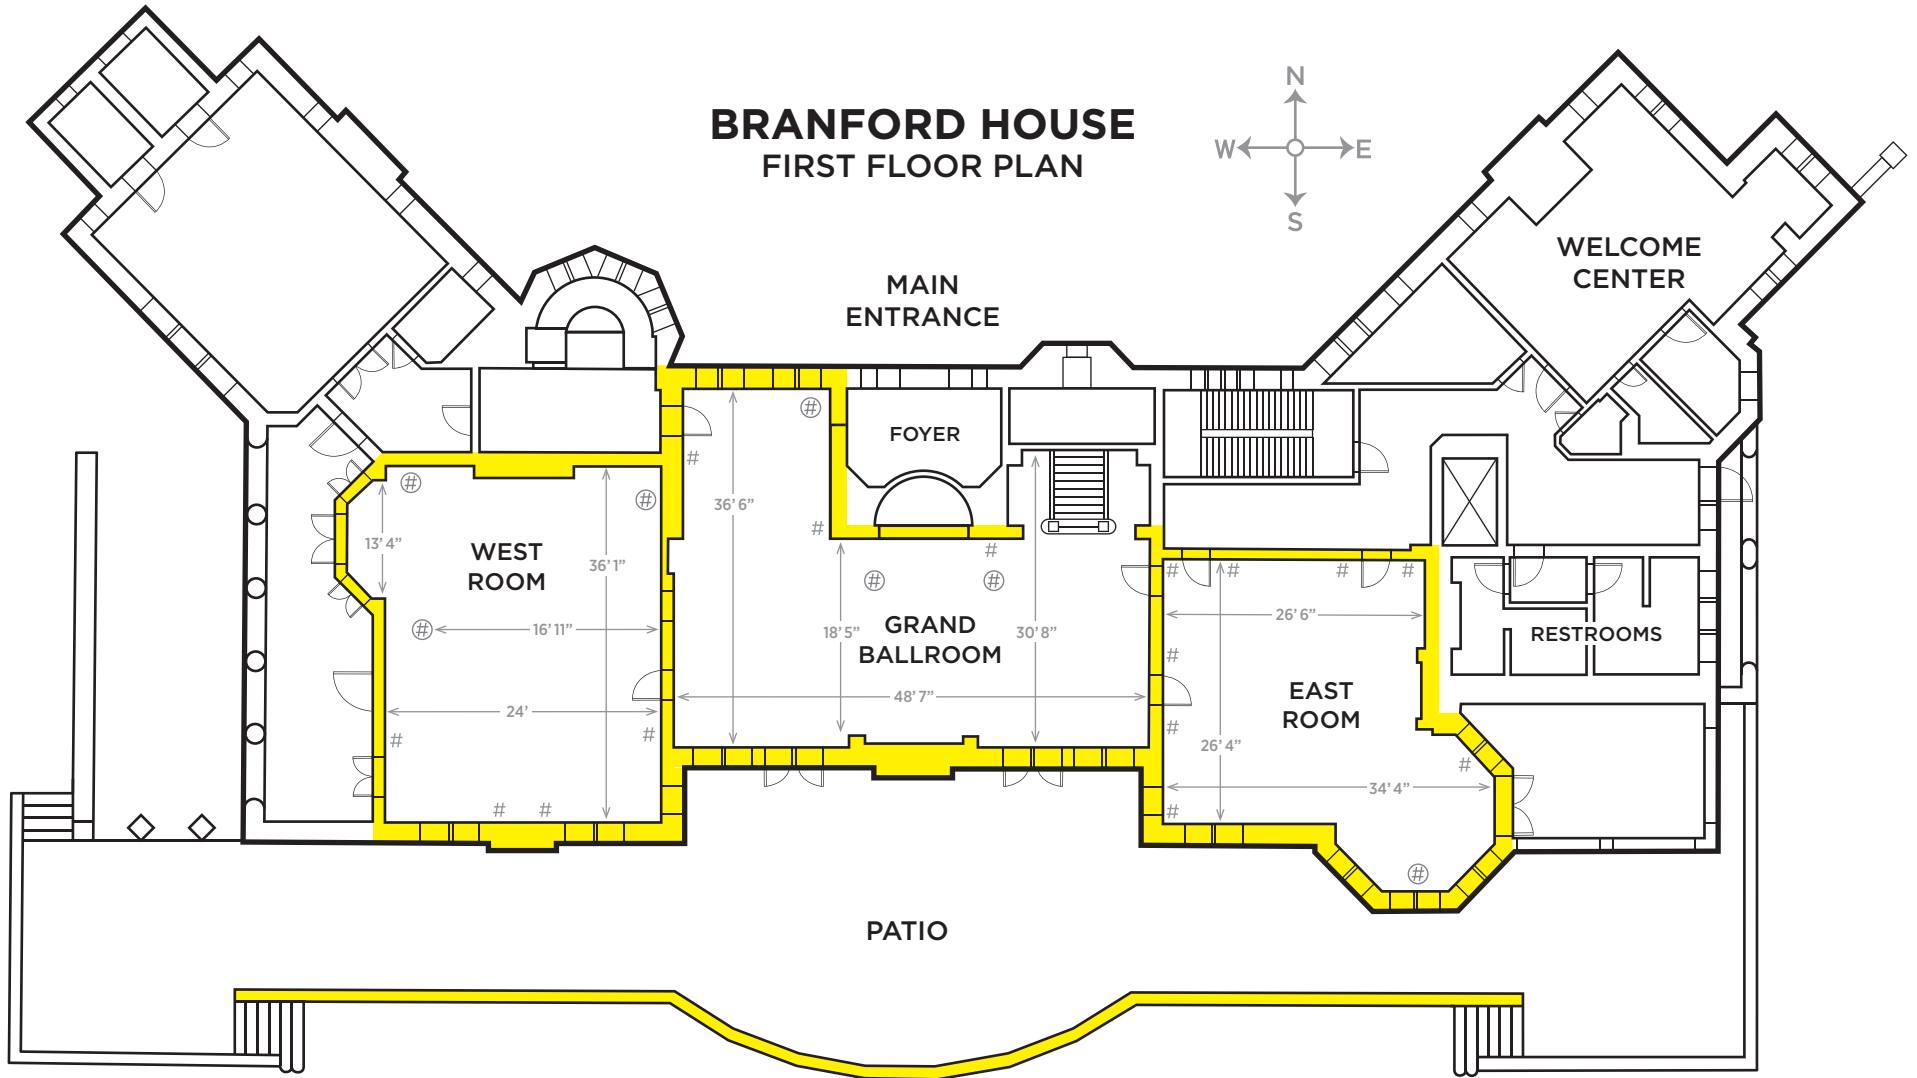 BRANFORD HOUSE
FIRST FLOOR PLAN
N
W E
S
MAIN
ENTRANCE
WELCOME
CENTER
FOYER
#
#
#
#
#
36' 6"
13' 4"
WEST
ROOM
36' 1"
#
#
#
#
#
#
#
#
#
26' 6"
#
16' 11"
18' 5"
GRAND
BALLROOM
30' 8"
RESTROOMS
#
48' 7"
EAST
ROOM
24'
#
#
#
26' 4"
#
34' 4"
#
#
#
#
PATIO